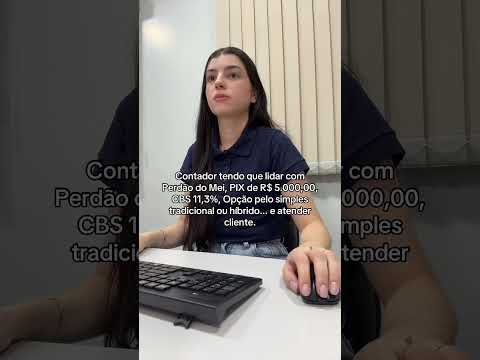 Contador tendo que lidar com
Perdão do Mei, PIX de R$ 5.000,00,
CBS 11,3%, Opção pelo simples
tradicional ou híbrido... e atender
cliente.